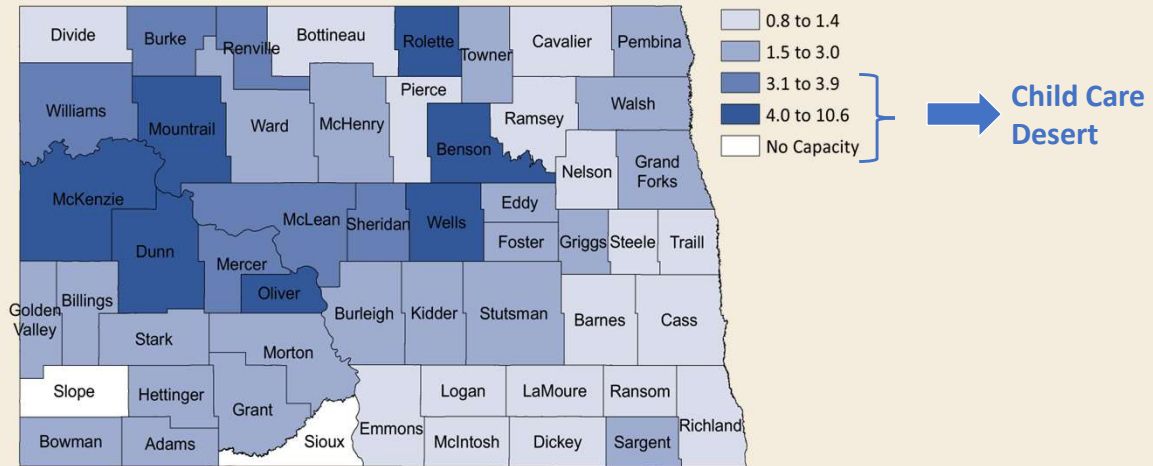 Divide
Burke
Renville
Bottineau
Rolette
Towner
Cavalier
Pembina
Williams
Mountrail
Ward
McHenry
Pierce
Benson
Ramsey
Walsh
Nelson
Grand
Forks
McKenzie
Dunn
McLean
Mercer
Oliver
Sheridan
Wells
Eddy
Foster
Griggs
Steele
Traill
Golden
Valley
Billings
Stark
Morton
Burleigh
Kidder
Stutsman
Barnes
Cass
Slope
Hettinger
Grant
Bowman
Adams
Sioux
Emmons
Logan
McIntosh
LaMoure
Dickey
Ransom
Sargent
Richland
0.8 to 1.4
1.5 to 3.0
3.1 to 3.9
4.0 to 10.6
No Capacity
Child Care
Desert